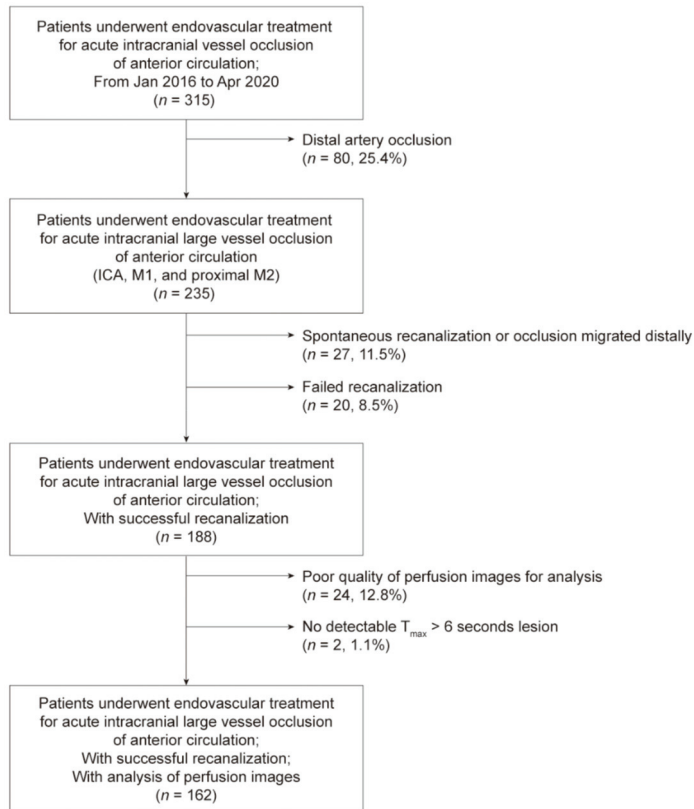 Patients underwent endovascular treatment
for acute intracranial vessel occlusion
of anterior circulation;
From Jan 2016 to Apr 2020
(n = 315)
Distal artery occlusion
(n = 80, 25.4%)
Patients underwent endovascular treatment
for acute intracranial large vessel occlusion
of anterior circulation
(ICA, M1, and proximal M2)
(n = 235)
Spontaneous recanalization or occlusion migrated distally
(n = 27, 11.5%)
Failed recanalization
(n = 20, 8.5%)
Patients underwent endovascular treatment
for acute intracranial large vessel occlusion
of anterior circulation;
With successful recanalization
(n = 188)
Poor quality of perfusion images for analysis
(n = 24, 12.8%)
No detectable Tmax > 6 seconds lesion
(n = 2, 1.1%)
Patients underwent endovascular treatment
for acute intracranial large vessel occlusion
of anterior circulation;
With successful recanalization;
With analysis of perfusion images
(n = 162)